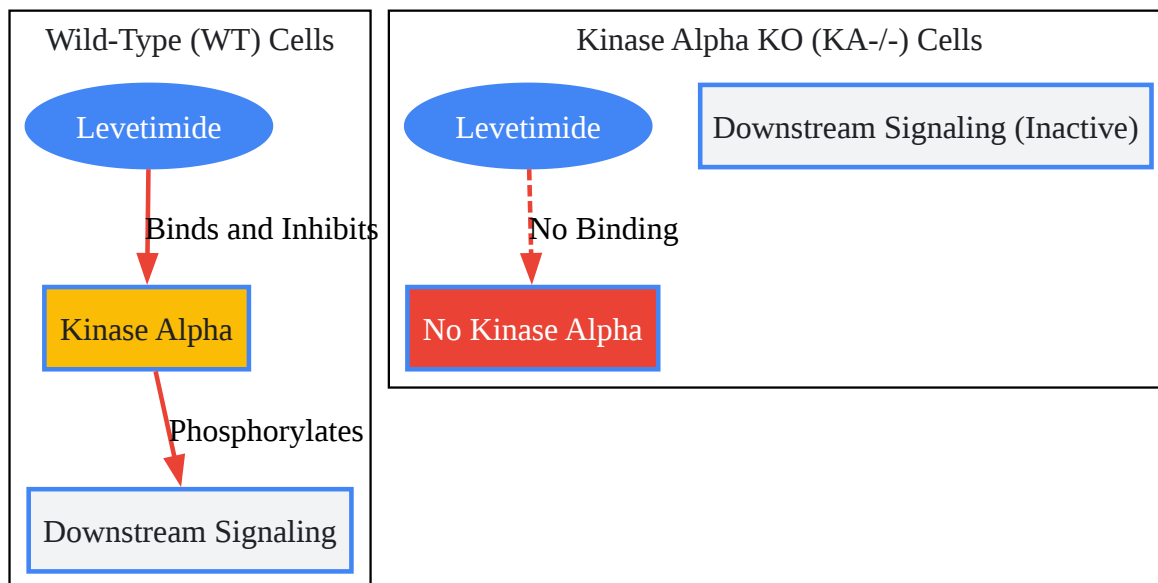 Wild-Type (WT) Cells
Levetimide
Binds and Inhibits
Kinase Alpha
Phosphorylates
Downstream Signaling
Kinase Alpha KO (KA-/-) Cells
Levetimide
Downstream Signaling (Inactive)
No Binding
No Kinase Alpha